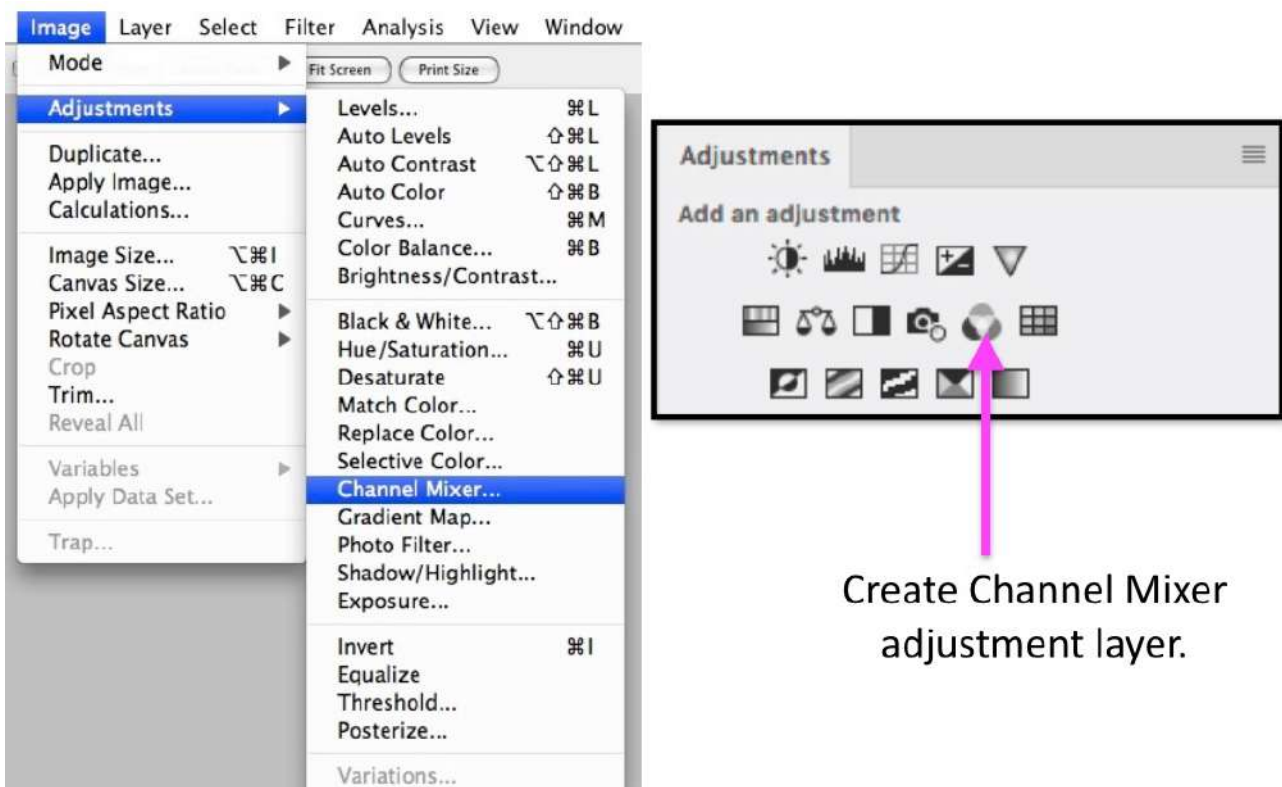 Image Layer Select Filter Analysis View Window
Fit Screen Print Size
Mode
Adjustments
Duplicate...
Apply Image...
Calculations...
Image Size... ⌥⌘I
Canvas Size... ⌥⌘C
Pixel Aspect Ratio
Rotate Canvas
Crop
Trim...
Reveal All
Variables
Apply Data Set...
Trap...
Levels... ⌘L
Auto Levels ⇧⌘L
Auto Contrast ⌥⇧⌘L
Auto Color ⇧⌘B
Curves... ⌘M
Color Balance... ⌘B
Brightness/Contrast...
Black & White... ⌥⇧⌘B
Hue/Saturation... ⌘U
Desaturate ⇧⌘U
Match Color...
Replace Color...
Selective Color...
Channel Mixer...
Gradient Map...
Photo Filter...
Shadow/Highlight...
Exposure...
Invert ⌘I
Equalize
Threshold...
Posterize...
Variations...
Adjustments
Add an adjustment
Create Channel Mixer
adjustment layer.